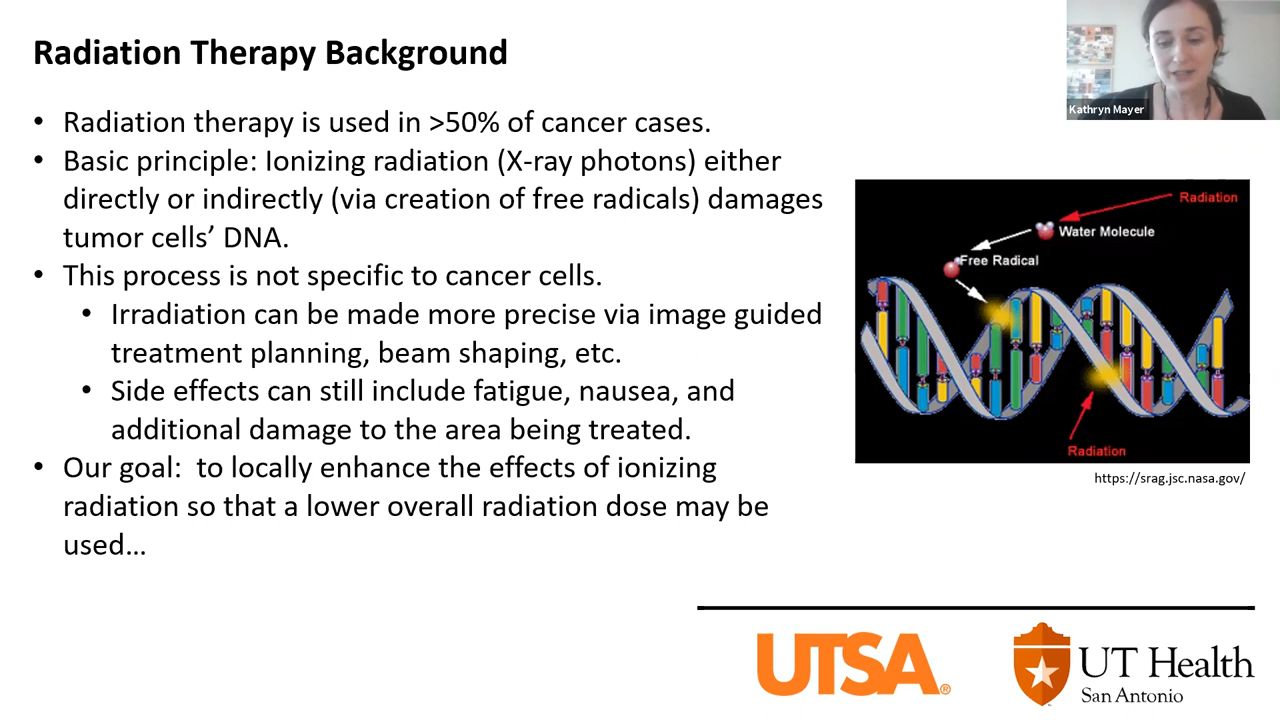 Radiation Therapy Background
Kathryn Mayer
• Radiation therapy is used in >50% of cancer cases.
• Basic principle: Ionizing radiation (X-ray photons) either
directly or indirectly (via creation of free radicals) damages
tumor cells’ DNA.
• This process is not specific to cancer cells.
• Irradiation can be made more precise via image guided
treatment planning, beam shaping, etc.
• Side effects can still include fatigue, nausea, and
additional damage to the area being treated.
• Our goal:  to locally enhance the effects of ionizing
radiation so that a lower overall radiation dose may be
used…
Radiation
Water Molecule
Free Radical
Radiation
https://srag.jsc.nasa.gov/
UTSA®
UT Health
San Antonio